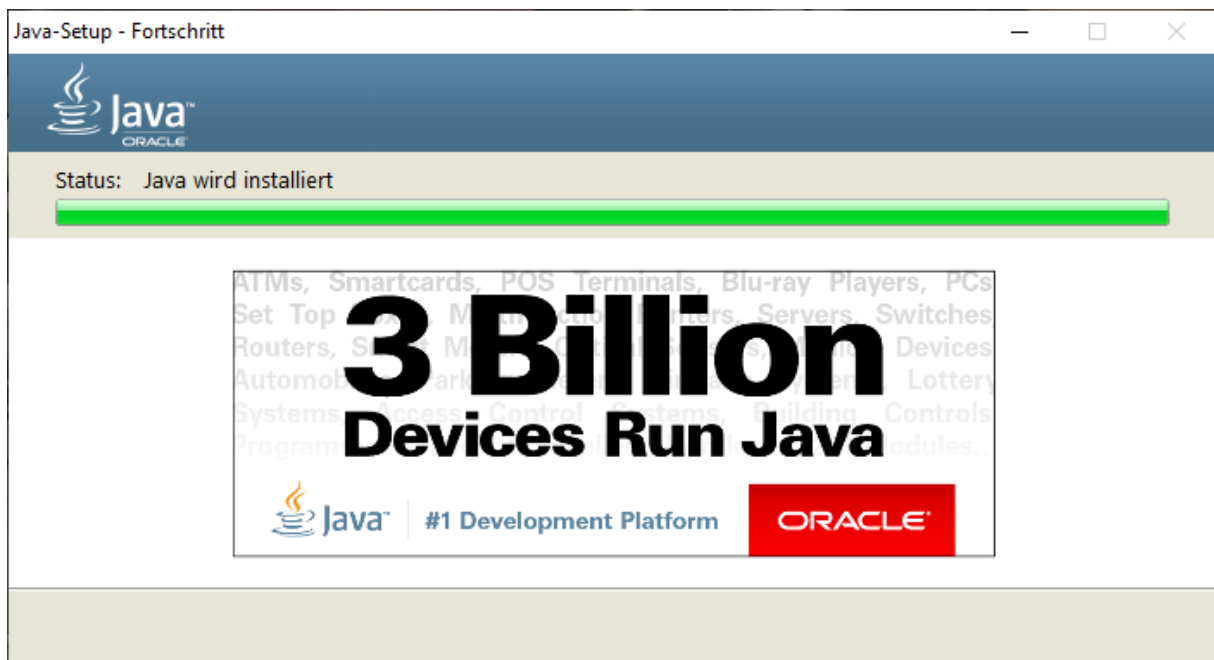 Java-Setup - Fortschritt
Java™
ORACLE
Status: Java wird installiert
ATMs, Smartcards, POS Terminals, Blu-ray Players, PCs
Set Top Servers, Switches
Routers, Devices
Lottery
Systems, Access Control Systems, Building Controls
3 Billion
Devices Run Java
Java™
#1 Development Platform
ORACLE®